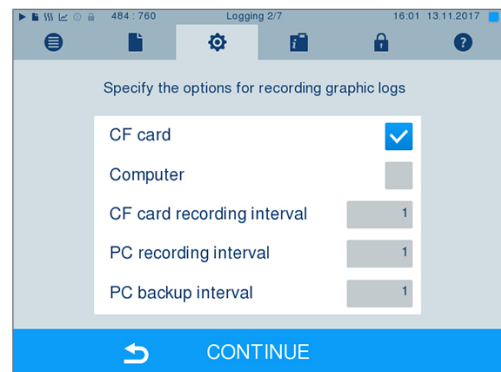 484 : 760 Logging 2/7 16:01 13.11.2017
Specify the options for recording graphic logs
CF card
Computer
CF card recording interval 1
PC recording interval 1
PC backup interval 1
CONTINUE